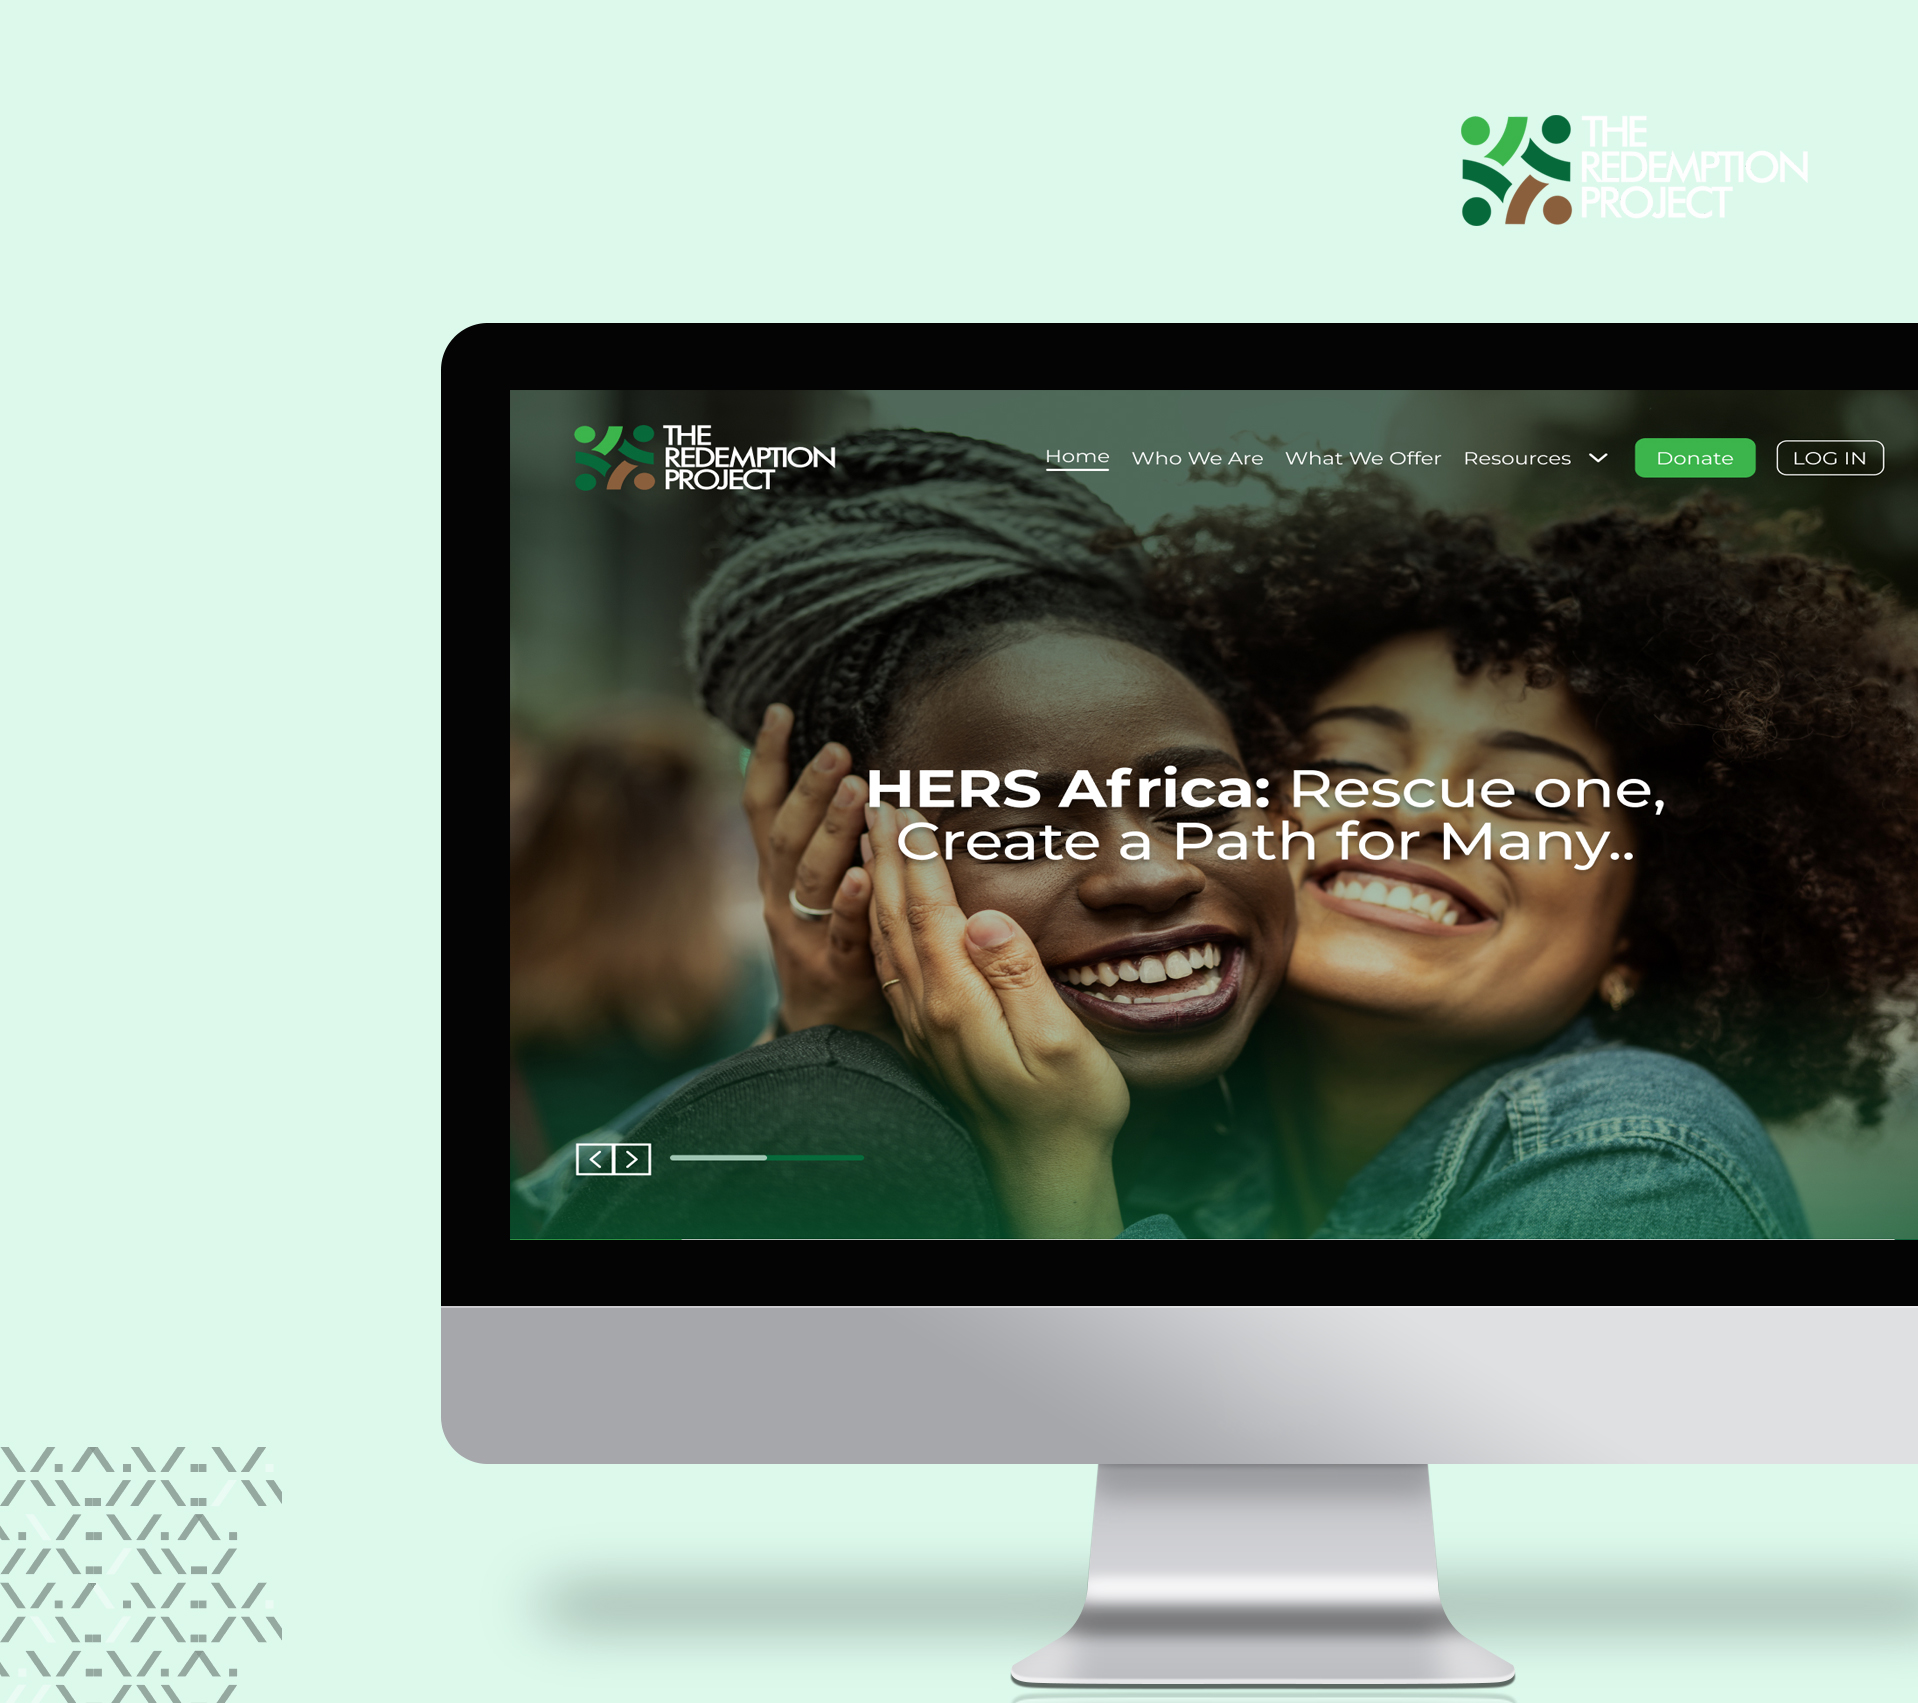 THE
REDEMPTION
PROJECT
THE
REDEMPTION
PROJECT
Home Who We Are What We Offer Resources Donate LOG IN
HERS Africa: Rescue one,
Create a Path for Many..